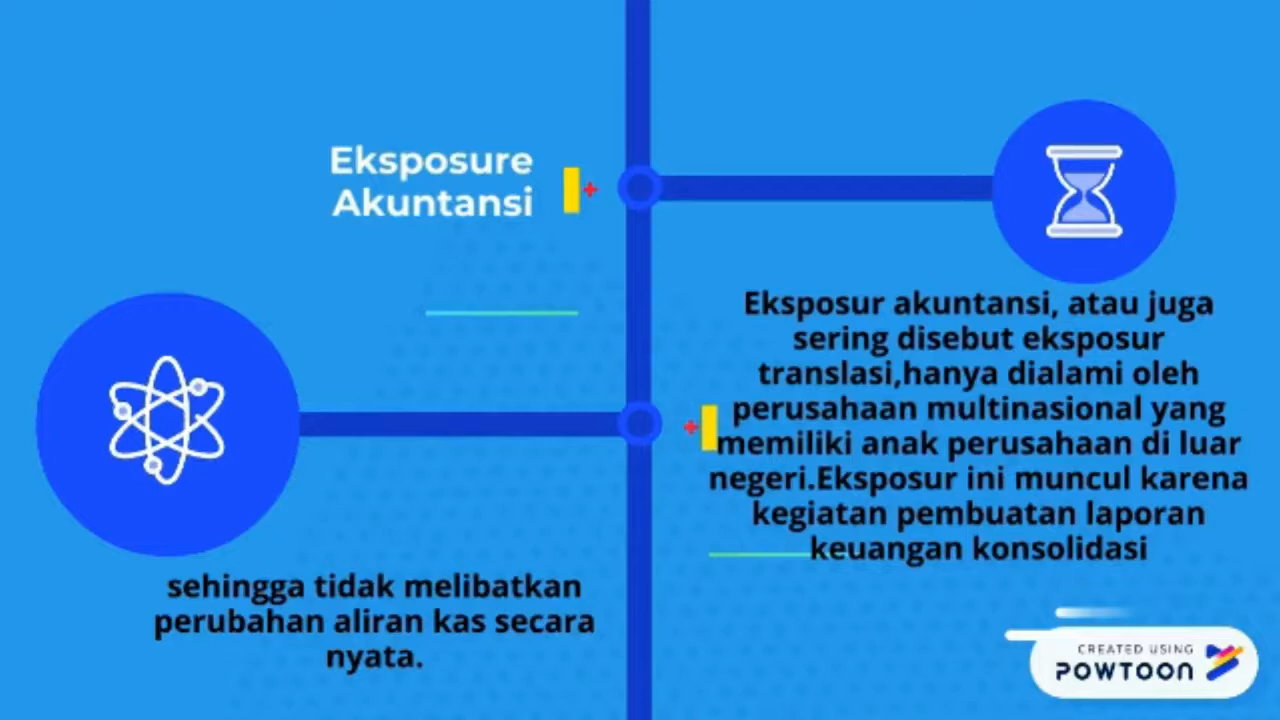 Eksposure
Akuntansi
Eksposur akuntansi, atau juga
sering disebut eksposur
translasi,hanya dialami oleh
perusahaan multinasional yang
memiliki anak perusahaan di luar
negeri.Eksposur ini muncul karena
kegiatan pembuatan laporan
keuangan konsolidasi
sehingga tidak melibatkan
perubahan aliran kas secara
nyata.
CREATED USING
POWTOON